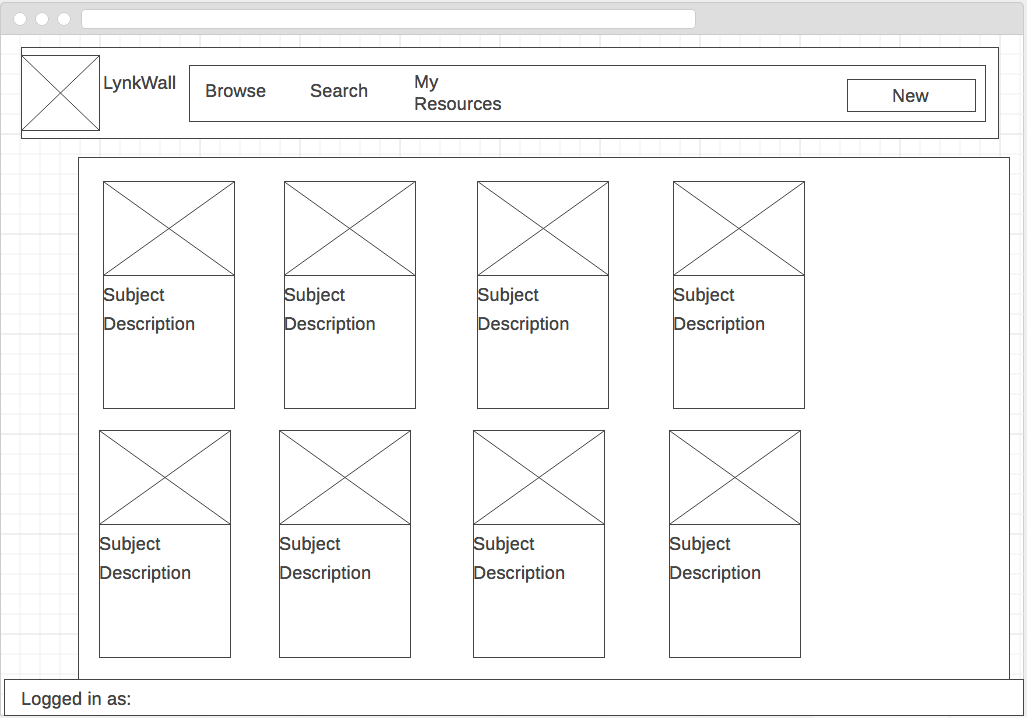 LynkWall
Browse
Search
My
Resources
New
Subject
Description
Subject
Description
Subject
Description
Subject
Description
Subject
Description
Subject
Description
Subject
Description
Subject
Description
Logged in as: